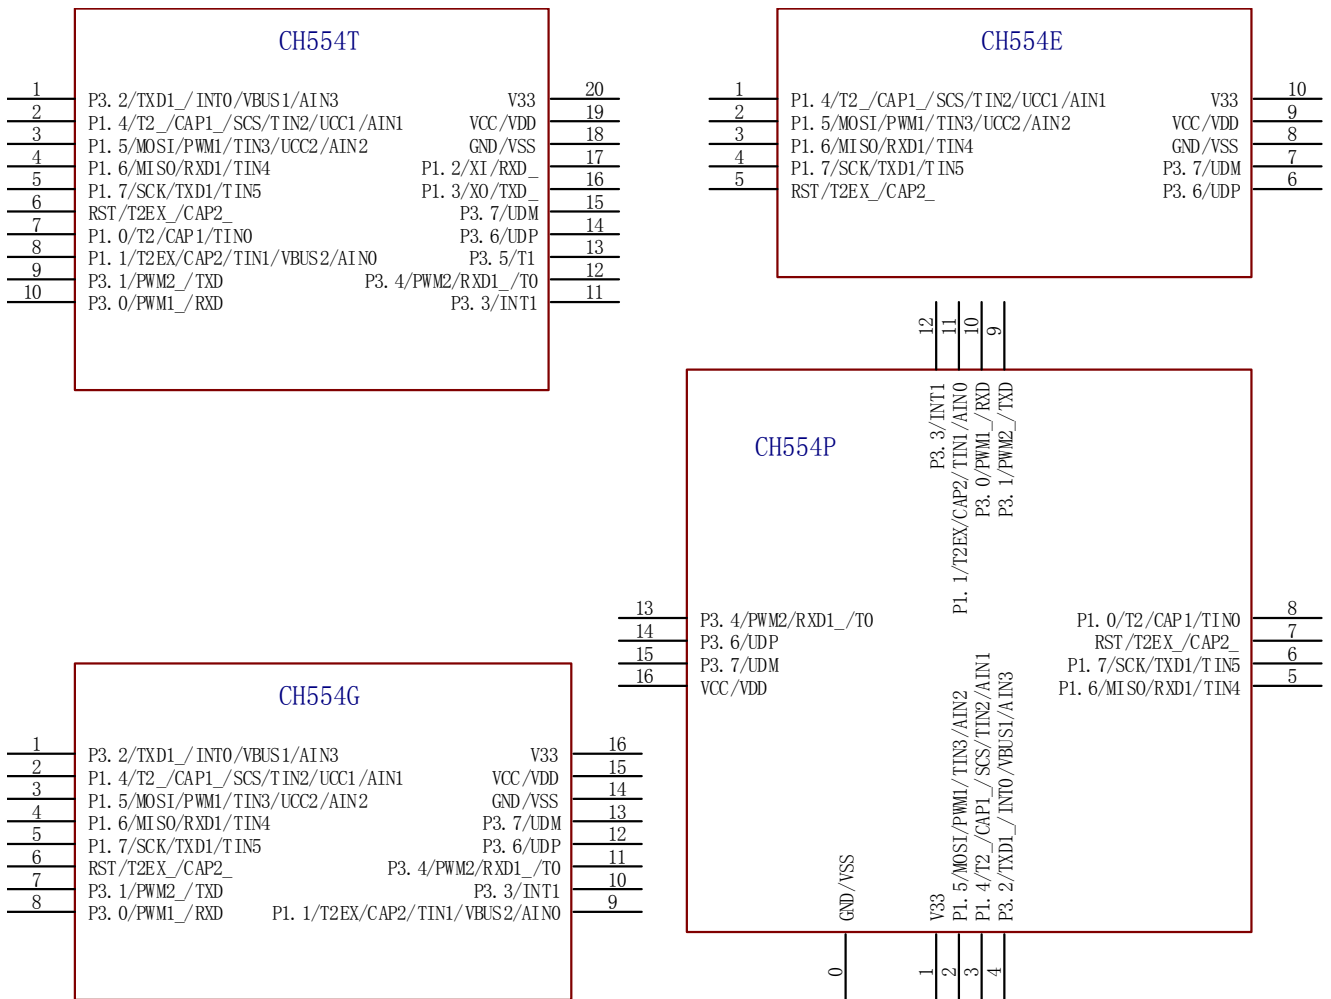 CH554T
1 P3.2/TXD1_/INT0/VBUS1/AIN3 V33 20
2 P1.4/T2_/CAP1_/SCS/TIN2/UCC1/AIN1 VCC/VDD 19
3 P1.5/MOSI/PWM1/TIN3/UCC2/AIN2 GND/VSS 18
4 P1.6/MISO/RXD1/TIN4 P1.2/XI/RXD_ 17
5 P1.7/SCK/TXD1/TIN5 P1.3/XO/TXD_ 16
6 RST/T2EX_/CAP2_ P3.7/UDM 15
7 P1.0/T2/CAP1/TIN0 P3.6/UDP 14
8 P1.1/T2EX/CAP2/TIN1/VBUS2/AIN0 P3.5/T1 13
9 P3.1/PWM2_/TXD P3.4/PWM2/RXD1_/T0 12
10 P3.0/PWM1_/RXD P3.3/INT1 11
CH554E
1 P1.4/T2_/CAP1_/SCS/TIN2/UCC1/AIN1 V33 10
2 P1.5/MOSI/PWM1/TIN3/UCC2/AIN2 VCC/VDD 9
3 P1.6/MISO/RXD1/TIN4 GND/VSS 8
4 P1.7/SCK/TXD1/TIN5 P3.7/UDM 7
5 RST/T2EX_/CAP2_ P3.6/UDP 6
CH554P
12 P3.3/INT1
11 P1.1/T2EX/CAP2/TIN1/AIN0
10 P3.0/PWM1_/RXD
9 P3.1/PWM2_/TXD
13 P3.4/PWM2/RXD1_/T0 P1.0/T2/CAP1/TIN0 8
14 P3.6/UDP RST/T2EX_/CAP2_ 7
15 P3.7/UDM P1.7/SCK/TXD1/TIN5 6
16 VCC/VDD P1.6/MISO/RXD1/TIN4 5
0 GND/VSS
1 V33
2 P1.5/MOSI/PWM1/TIN3/AIN2
3 P1.4/T2_/CAP1_/SCS/TIN2/AIN1
4 P3.2/TXD1_/INT0/VBUS1/AIN3
CH554G
1 P3.2/TXD1_/INT0/VBUS1/AIN3 V33 16
2 P1.4/T2_/CAP1_/SCS/TIN2/UCC1/AIN1 VCC/VDD 15
3 P1.5/MOSI/PWM1/TIN3/UCC2/AIN2 GND/VSS 14
4 P1.6/MISO/RXD1/TIN4 P3.7/UDM 13
5 P1.7/SCK/TXD1/TIN5 P3.6/UDP 12
6 RST/T2EX_/CAP2_ P3.4/PWM2/RXD1_/T0 11
7 P3.1/PWM2_/TXD P3.3/INT1 10
8 P3.0/PWM1_/RXD P1.1/T2EX/CAP2/TIN1/VBUS2/AIN0 9